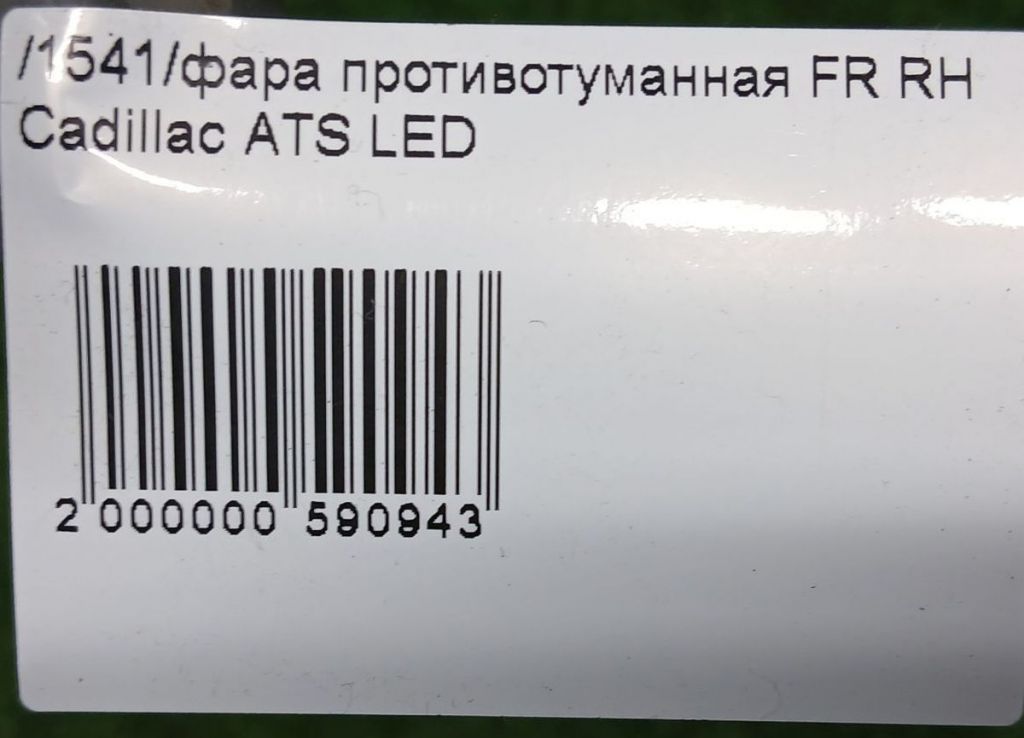 /1541/фара противотуманная FR RH
Cadillac ATS LED
2 000000 590943